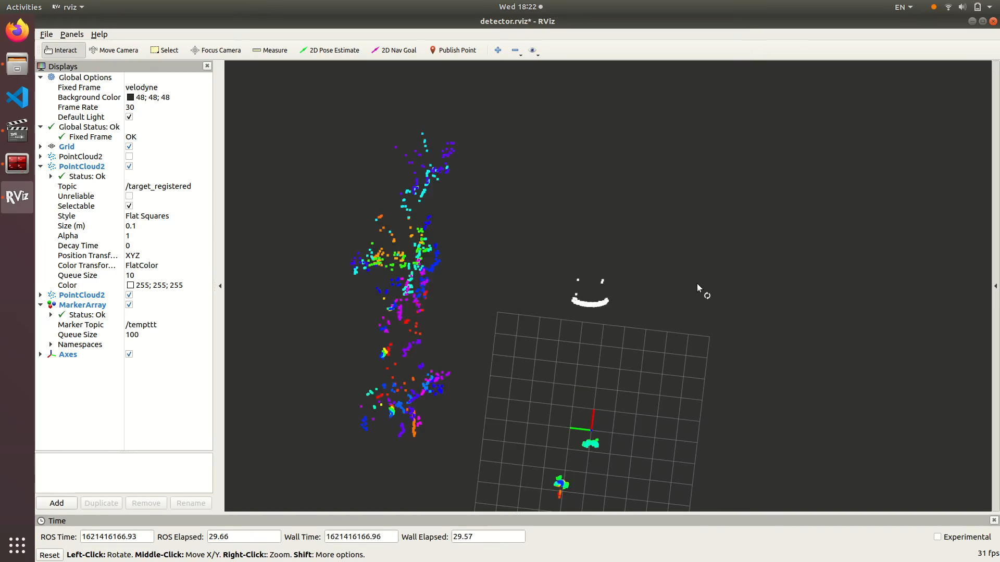 Activities RViz rviz Wed 18:22 EN
detector.rviz* - RViz
File Panels Help
Interact Move Camera Select Focus Camera Measure 2D Pose Estimate 2D Nav Goal Publish Point
Displays
Global Options
Fixed Frame velodyne
Background Color 48; 48; 48
Frame Rate 30
Default Light
Global Status: Ok
Fixed Frame OK
Grid
PointCloud2
PointCloud2
Status: Ok
Topic /target_registered
Unreliable
Selectable
Style Flat Squares
Size (m) 0.1
Alpha 1
Decay Time 0
Position Transf... XYZ
Color Transfor... FlatColor
Queue Size 10
Color 255; 255; 255
PointCloud2
MarkerArray
Status: Ok
Marker Topic /tempttt
Queue Size 100
Namespaces
Axes
RViz
Add Duplicate Remove Rename
Time
ROS Time: 1621416166.93 ROS Elapsed: 29.66 Wall Time: 1621416166.96 Wall Elapsed: 29.57 Experimental
Reset Left-Click: Rotate. Middle-Click: Move X/Y. Right-Click:: Zoom. Shift: More options. 31 fps